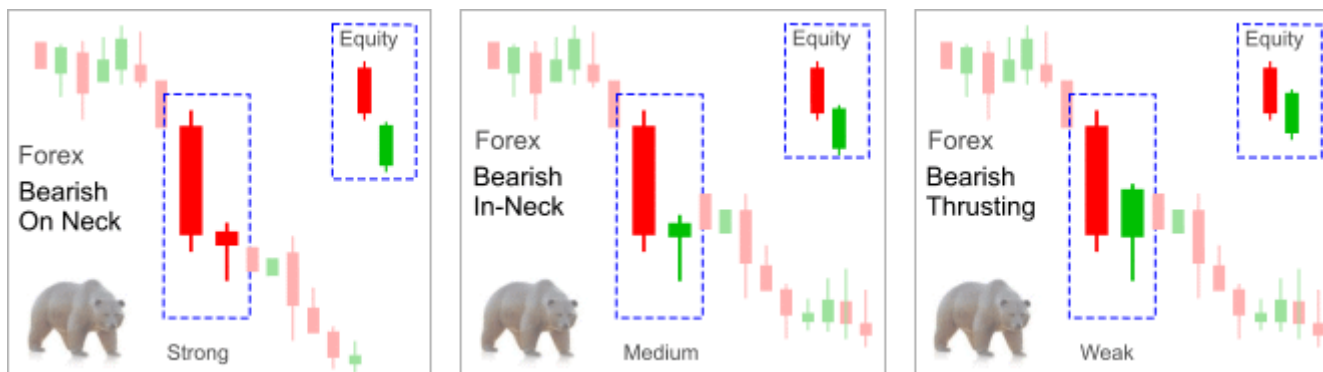 Equity
Forex
Bearish
On Neck
Strong
Equity
Forex
Bearish
In-Neck
Medium
Equity
Forex
Bearish
Thrusting
Weak